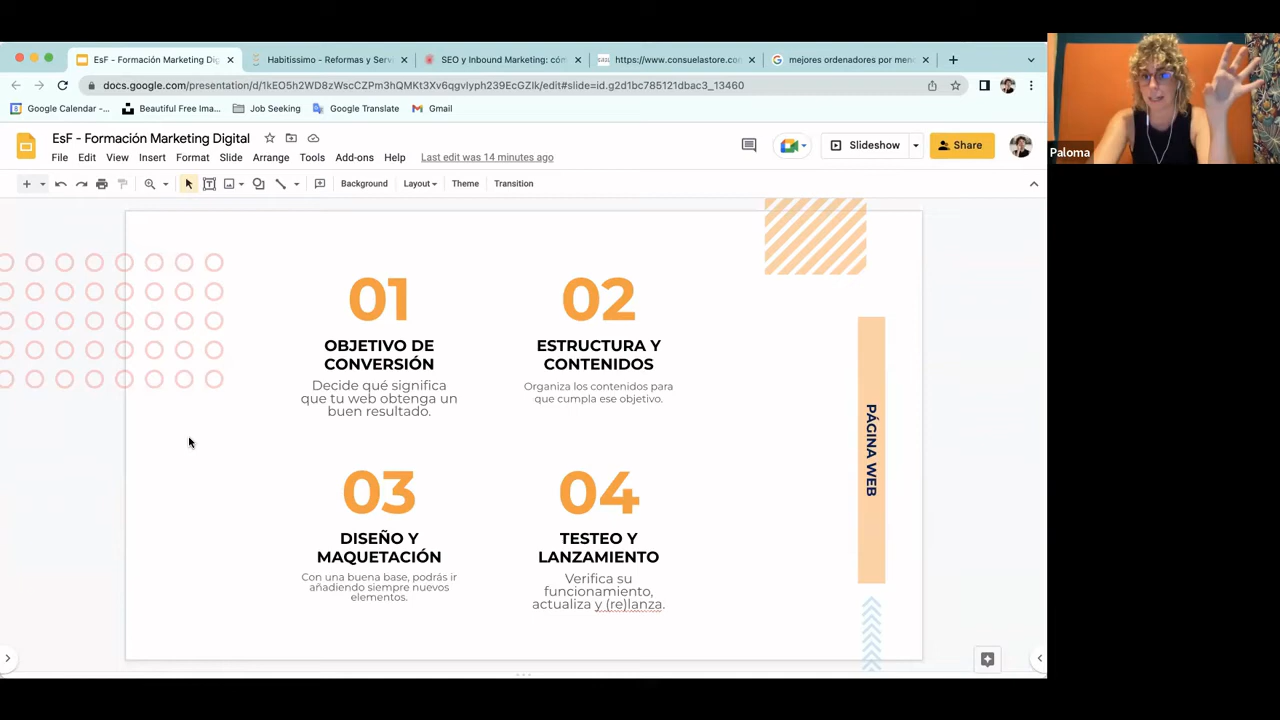 EsF - Formación Marketing Dig
Habitissimo - Reformas y Servi
SEO y Inbound Marketing: cóm
https://www.consuelastore.co
mejores ordenadores por men
docs.google.com/presentation/d/1kEO5h2WD8zWscCZPm3hQMKt3Xv6qgvlyph239EcGZlk/edit#slide=id.g2d1bc785121dbac3_13460
Google Calendar -...
Beautiful Free Ima...
Job Seeking
Google Translate
Gmail
EsF - Formación Marketing Digital
File Edit View Insert Format Slide Arrange Tools Add-ons Help Last edit was 14 minutes ago
Slideshow
Share
Background Layout Theme Transition
01
OBJETIVO DE
CONVERSIÓN
Decide qué significa
que tu web obtenga un
buen resultado.
02
ESTRUCTURA Y
CONTENIDOS
Organiza los contenidos para
que cumpla ese objetivo.
03
DISEÑO Y
MAQUETACIÓN
Con una buena base, podrás ir
añadiendo siempre nuevos
elementos.
04
TESTEO Y
LANZAMIENTO
Verifica su
funcionamiento,
actualiza y (re)lanza.
PÁGINA WEB
Paloma